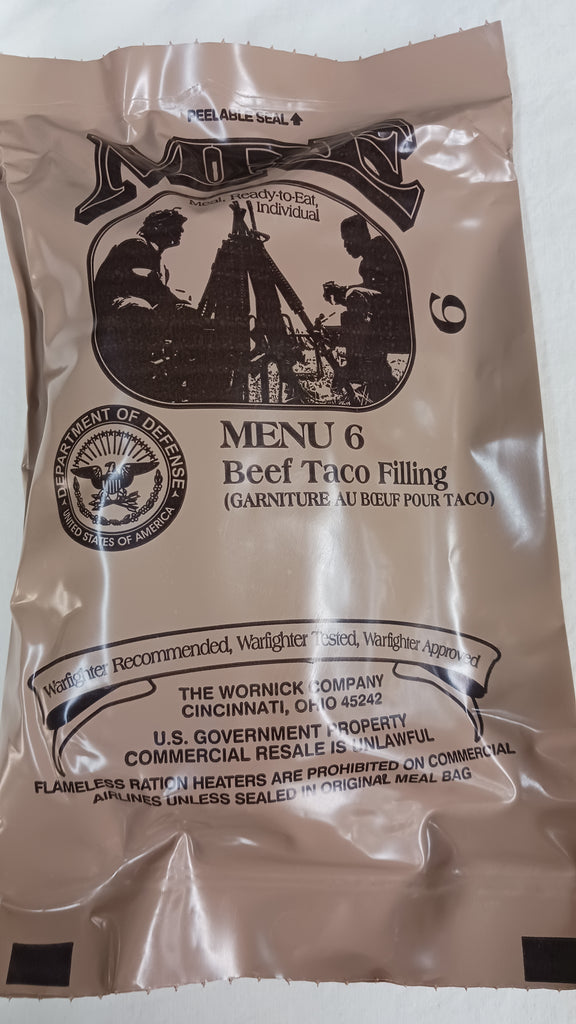 PEELABLE SEAL
MRE
Meal, Ready-to-Eat,
Individual
6
DEPARTMENT OF DEFENSE
UNITED STATES OF AMERICA
MENU 6
Beef Taco Filling
(GARNITURE AU BŒUF POUR TACO)
Warfighter Recommended, Warfighter Tested, Warfighter Approved
THE WORNICK COMPANY
CINCINNATI, OHIO 45242
U.S. GOVERNMENT PROPERTY
COMMERCIAL RESALE IS UNLAWFUL
FLAMELESS RATION HEATERS ARE PROHIBITED ON COMMERCIAL
AIRLINES UNLESS SEALED IN ORIGINAL MEAL BAG